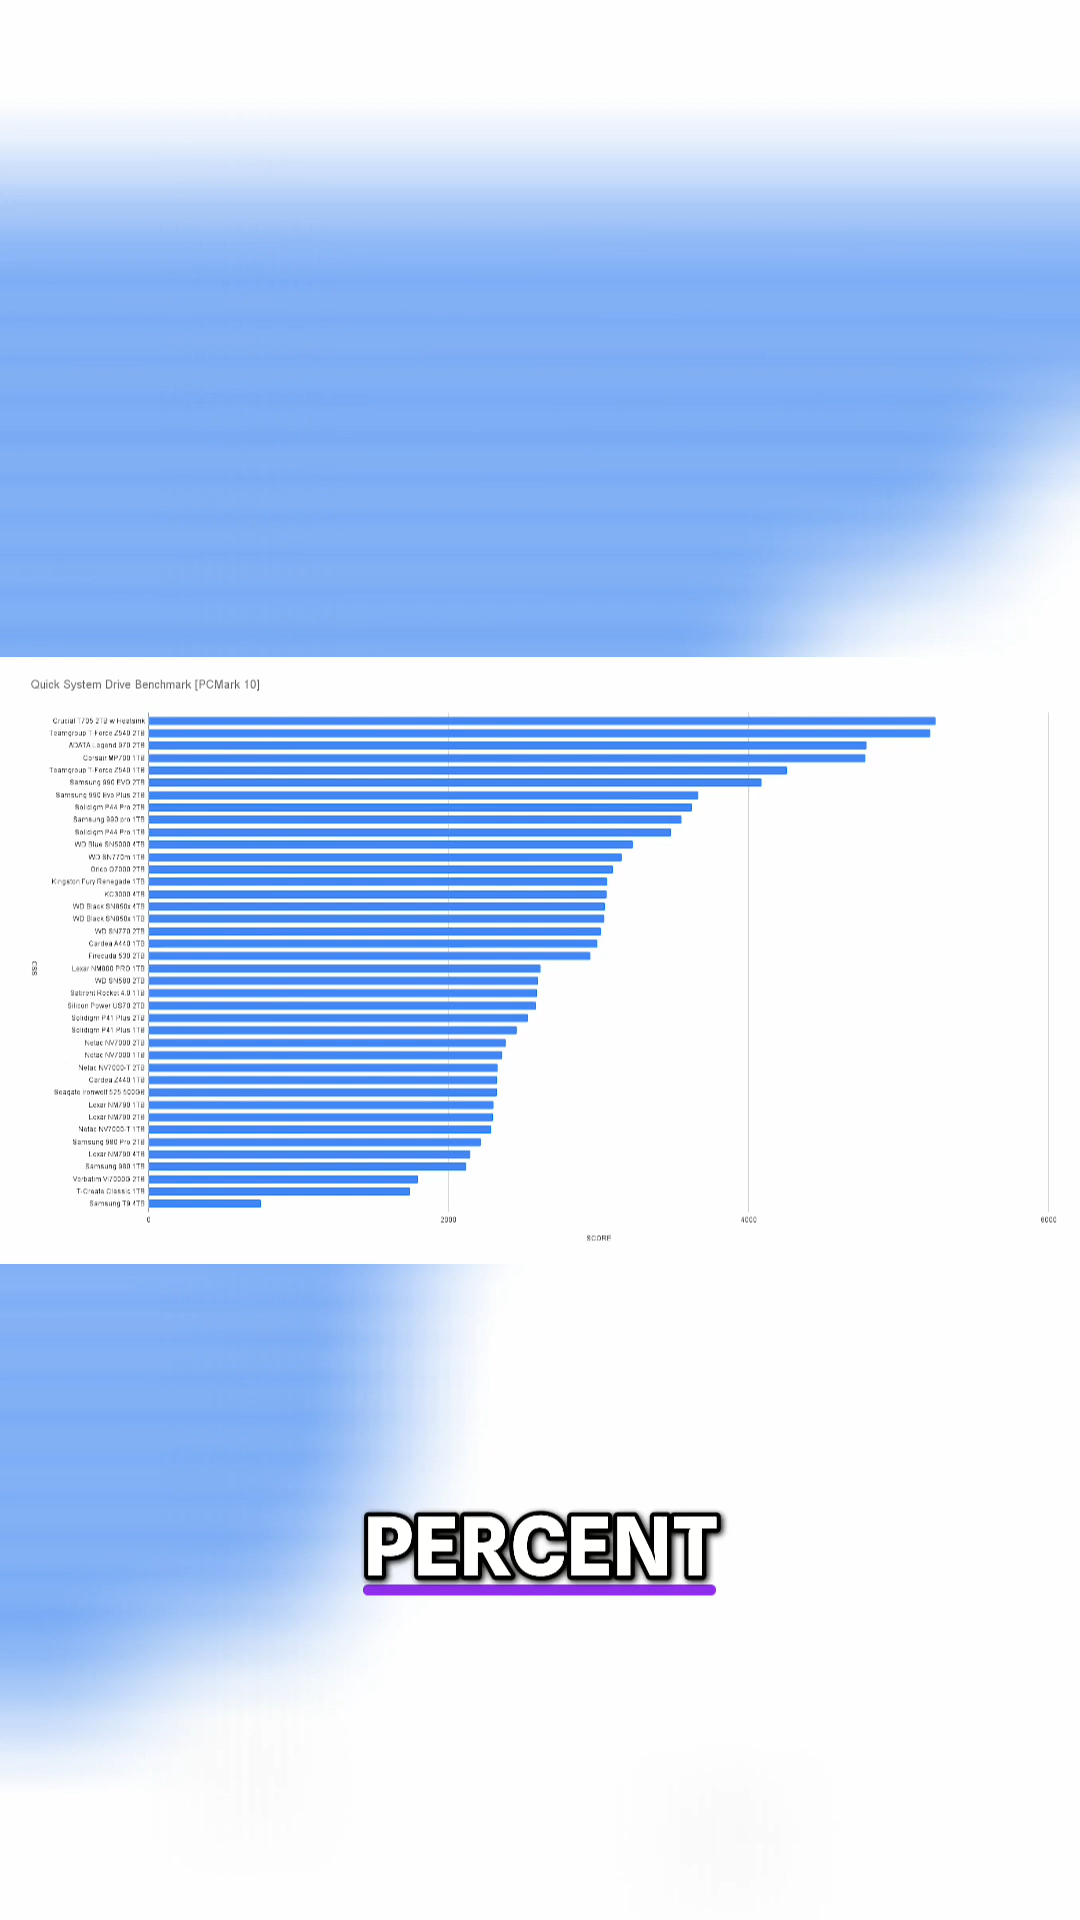 Quick System Drive Benchmark [PCMark 10]
Crucial T705 2TB w Heatsink
Teamgroup T-Force Z540 2TB
ADATA Legend 970 2TB
Corsair MP700 1TB
Teamgroup T-Force Z540 1TB
Samsung 990 EVO 2TB
Samsung 990 Evo Plus 2TB
Solidigm P44 Pro 2TB
Samsung 990 pro 1TB
Solidigm P44 Pro 1TB
WD Blue SN5000 4TB
WD SN770m 1TB
Orico O7000 2TB
Kingston Fury Renegade 1TB
KC3000 4TB
WD Black SN850x 4TB
WD Black SN850x 1TB
WD SN770 2TB
Cardea A440 1TB
Firecuda 530 2TB
Lexar NM800 PRO 1TB
WD SN580 2TB
Sabrent Rocket 4.0 1TB
Silicon Power US70 2TB
Solidigm P41 Plus 2TB
Solidigm P41 Plus 1TB
Netac NV7000 2TB
Netac NV7000 1TB
Netac NV7000-T 2TB
Cardea Z440 1TB
Seagate Ironwolf 525 500GB
Lexar NM790 1TB
Lexar NM790 2TB
Netac NV7000-T 1TB
Samsung 980 Pro 2TB
Lexar NM790 4TB
Samsung 980 1TB
Verbatim Vi7000G 2TB
T-Create Classic 1TB
Samsung T9 4TB
0 2000 4000 6000
SCORE
PERCENT